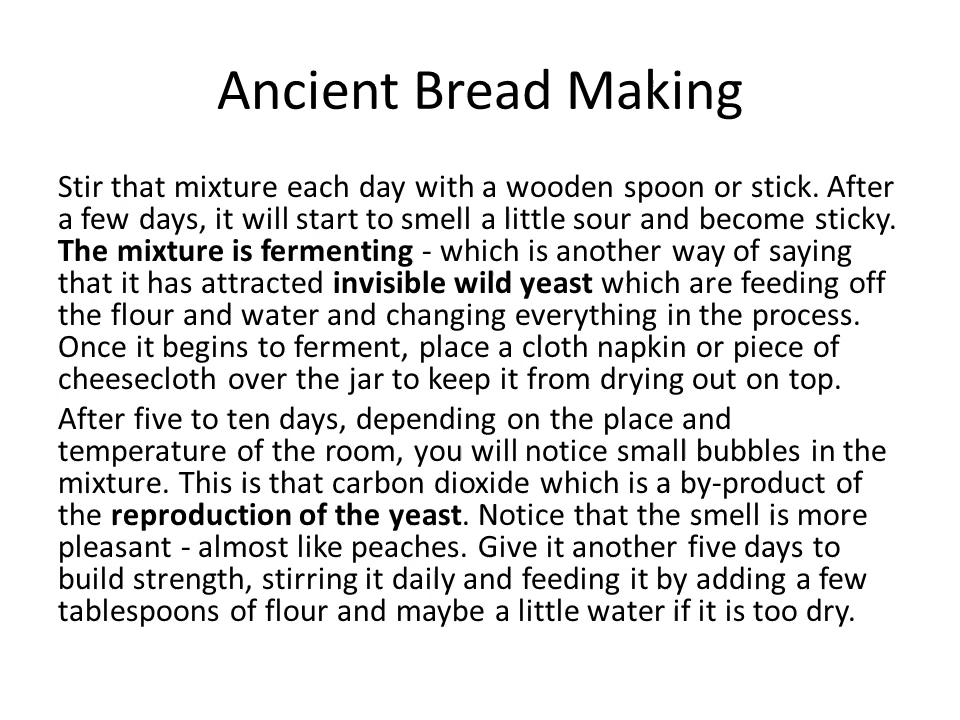 Ancient Bread Making
Stir that mixture each day with a wooden spoon or stick. After
a few days, it will start to smell a little sour and become sticky.
The mixture is fermenting - which is another way of saying
that it has attracted invisible wild yeast which are feeding off
the flour and water and changing everything in the process.
Once it begins to ferment, place a cloth napkin or piece of
cheesecloth over the jar to keep it from drying out on top.
After five to ten days, depending on the place and
temperature of the room, you will notice small bubbles in the
mixture. This is that carbon dioxide which is a by-product of
the reproduction of the yeast. Notice that the smell is more
pleasant - almost like peaches. Give it another five days to
build strength, stirring it daily and feeding it by adding a few
tablespoons of flour and maybe a little water if it is too dry.